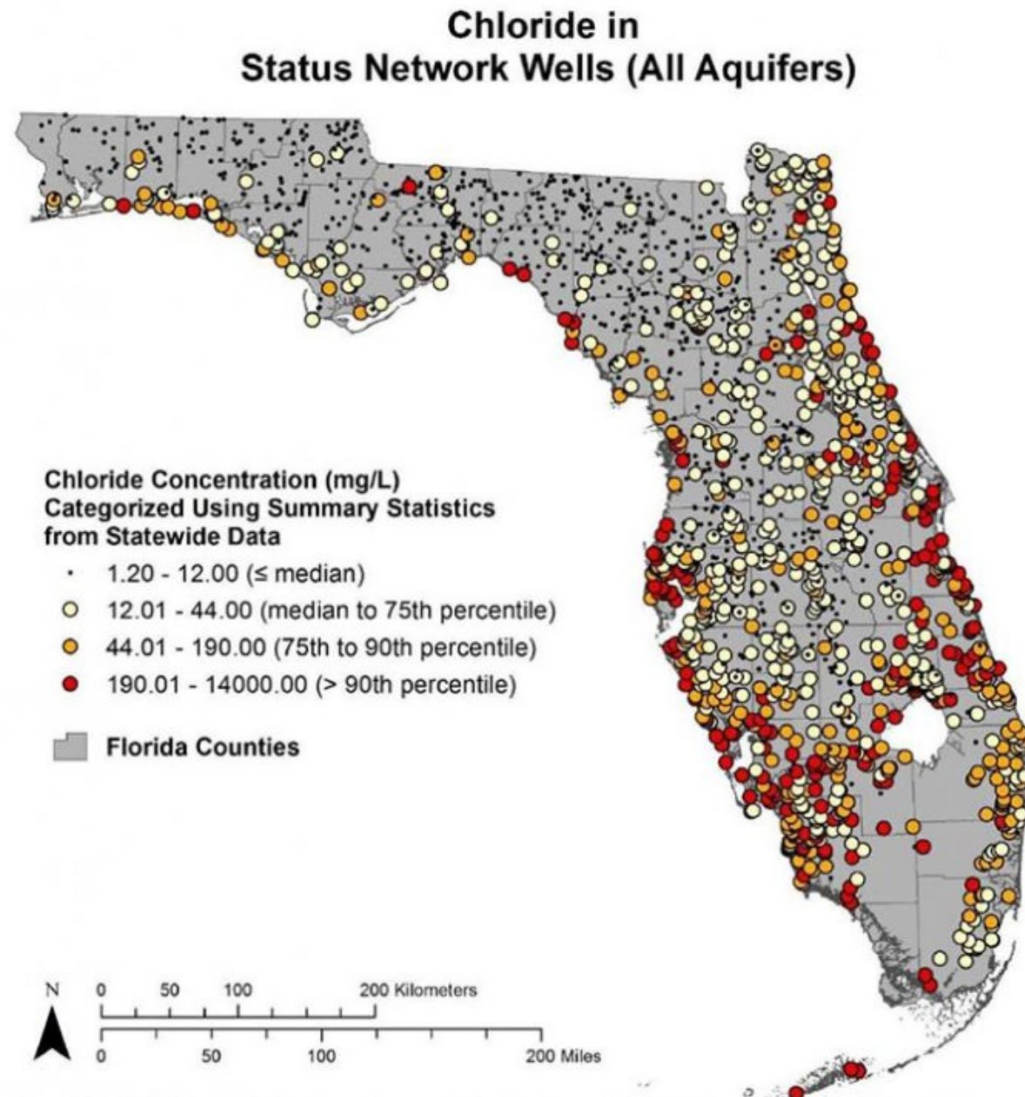 Chloride in
Status Network Wells (All Aquifers)
Chloride Concentration (mg/L)
Categorized Using Summary Statistics
from Statewide Data
1.20 - 12.00 (≤ median)
12.01 - 44.00 (median to 75th percentile)
44.01 - 190.00 (75th to 90th percentile)
190.01 - 14000.00 (> 90th percentile)
Florida Counties
N
0 50 100 200 Kilometers
0 50 100 200 Miles